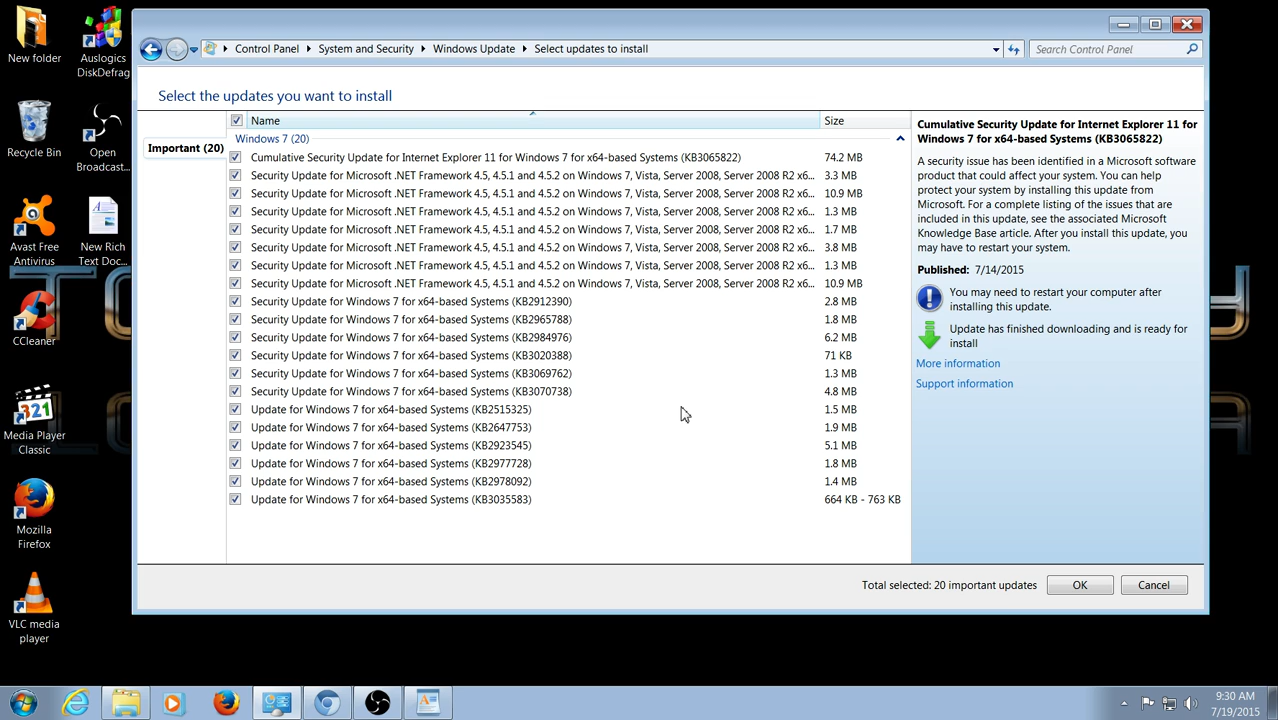 New folder
Auslogics
DiskDefrag
Recycle Bin
Open
Broadcast...
Avast Free
Antivirus
New Rich
Text Doc...
CCleaner
Media Player
Classic
Mozilla
Firefox
VLC media
player
Control Panel
System and Security
Windows Update
Select updates to install
Search Control Panel
Select the updates you want to install
Important (20)
Name
Size
Windows 7 (20)
Cumulative Security Update for Internet Explorer 11 for Windows 7 for x64-based Systems (KB3065822) 74.2 MB
Security Update for Microsoft .NET Framework 4.5, 4.5.1 and 4.5.2 on Windows 7, Vista, Server 2008, Server 2008 R2 x6... 3.3 MB
Security Update for Microsoft .NET Framework 4.5, 4.5.1 and 4.5.2 on Windows 7, Vista, Server 2008, Server 2008 R2 x6... 10.9 MB
Security Update for Microsoft .NET Framework 4.5, 4.5.1 and 4.5.2 on Windows 7, Vista, Server 2008, Server 2008 R2 x6... 1.3 MB
Security Update for Microsoft .NET Framework 4.5, 4.5.1 and 4.5.2 on Windows 7, Vista, Server 2008, Server 2008 R2 x6... 1.7 MB
Security Update for Microsoft .NET Framework 4.5, 4.5.1 and 4.5.2 on Windows 7, Vista, Server 2008, Server 2008 R2 x6... 3.8 MB
Security Update for Microsoft .NET Framework 4.5, 4.5.1 and 4.5.2 on Windows 7, Vista, Server 2008, Server 2008 R2 x6... 1.3 MB
Security Update for Microsoft .NET Framework 4.5, 4.5.1 and 4.5.2 on Windows 7, Vista, Server 2008, Server 2008 R2 x6... 10.9 MB
Security Update for Windows 7 for x64-based Systems (KB2912390) 2.8 MB
Security Update for Windows 7 for x64-based Systems (KB2965788) 1.8 MB
Security Update for Windows 7 for x64-based Systems (KB2984976) 6.2 MB
Security Update for Windows 7 for x64-based Systems (KB3020388) 71 KB
Security Update for Windows 7 for x64-based Systems (KB3069762) 1.3 MB
Security Update for Windows 7 for x64-based Systems (KB3070738) 4.8 MB
Update for Windows 7 for x64-based Systems (KB2515325) 1.5 MB
Update for Windows 7 for x64-based Systems (KB2647753) 1.9 MB
Update for Windows 7 for x64-based Systems (KB2923545) 5.1 MB
Update for Windows 7 for x64-based Systems (KB2977728) 1.8 MB
Update for Windows 7 for x64-based Systems (KB2978092) 1.4 MB
Update for Windows 7 for x64-based Systems (KB3035583) 664 KB - 763 KB
Cumulative Security Update for Internet Explorer 11 for
Windows 7 for x64-based Systems (KB3065822)
A security issue has been identified in a Microsoft software
product that could affect your system. You can help
protect your system by installing this update from
Microsoft. For a complete listing of the issues that are
included in this update, see the associated Microsoft
Knowledge Base article. After you install this update, you
may have to restart your system.
Published: 7/14/2015
You may need to restart your computer after
installing this update.
Update has finished downloading and is ready for
install
More information
Support information
Total selected: 20 important updates
OK
Cancel
9:30 AM
7/19/2015